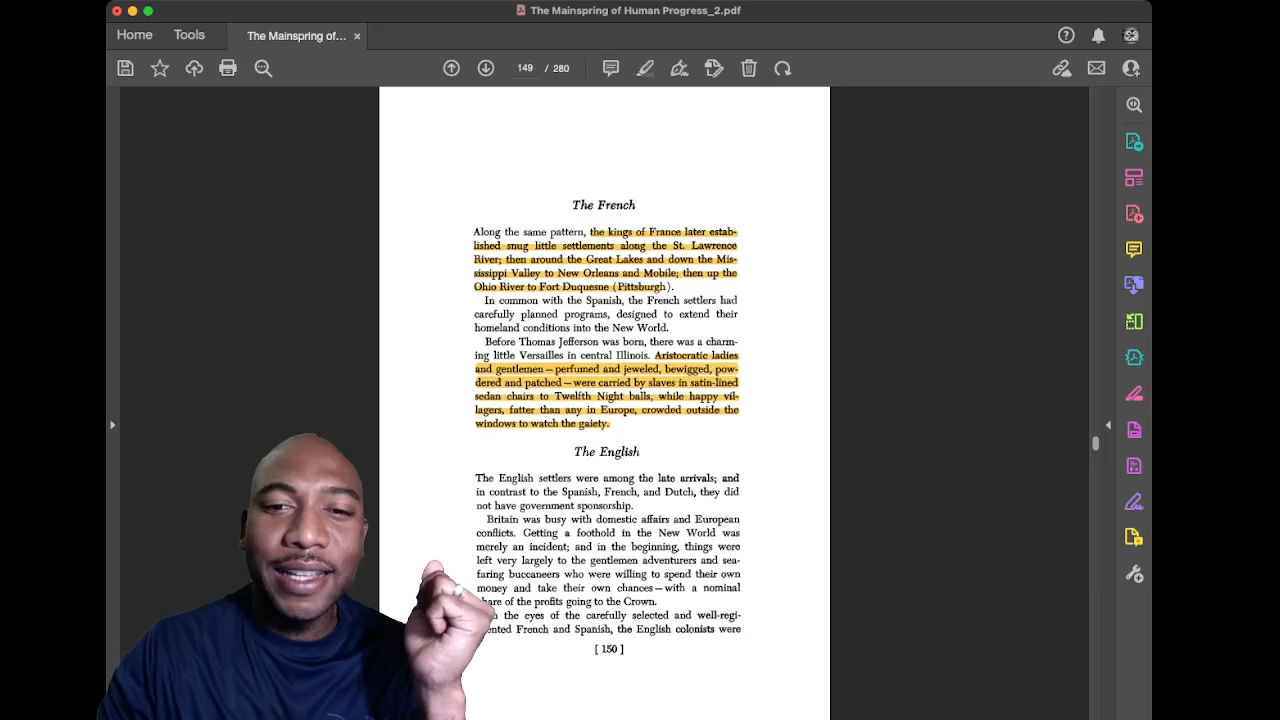 The Mainspring of Human Progress_2.pdf
Home
Tools
The Mainspring of...
149 / 280
The French
Along the same pattern, the kings of France later estab-
lished snug little settlements along the St. Lawrence
River; then around the Great Lakes and down the Mis-
sissippi Valley to New Orleans and Mobile; then up the
Ohio River to Fort Duquesne (Pittsburgh).
In common with the Spanish, the French settlers had
carefully planned programs, designed to extend their
homeland conditions into the New World.
Before Thomas Jefferson was born, there was a charm-
ing little Versailles in central Illinois. Aristocratic ladies
and gentlemen—perfumed and jeweled, bewigged, pow-
dered and patched—were carried by slaves in satin-lined
sedan chairs to Twelfth Night balls, while happy vil-
lagers, fatter than any in Europe, crowded outside the
windows to watch the gaiety.
The English
The English settlers were among the late arrivals; and
in contrast to the Spanish, French, and Dutch, they did
not have government sponsorship.
Britain was busy with domestic affairs and European
conflicts. Getting a foothold in the New World was
merely an incident; and in the beginning, things were
left very largely to the gentlemen adventurers and sea-
faring buccaneers who were willing to spend their own
money and take their own chances—with a nominal
share of the profits going to the Crown.
the eyes of the carefully selected and well-regi-
French and Spanish, the English colonists were
[ 150 ]